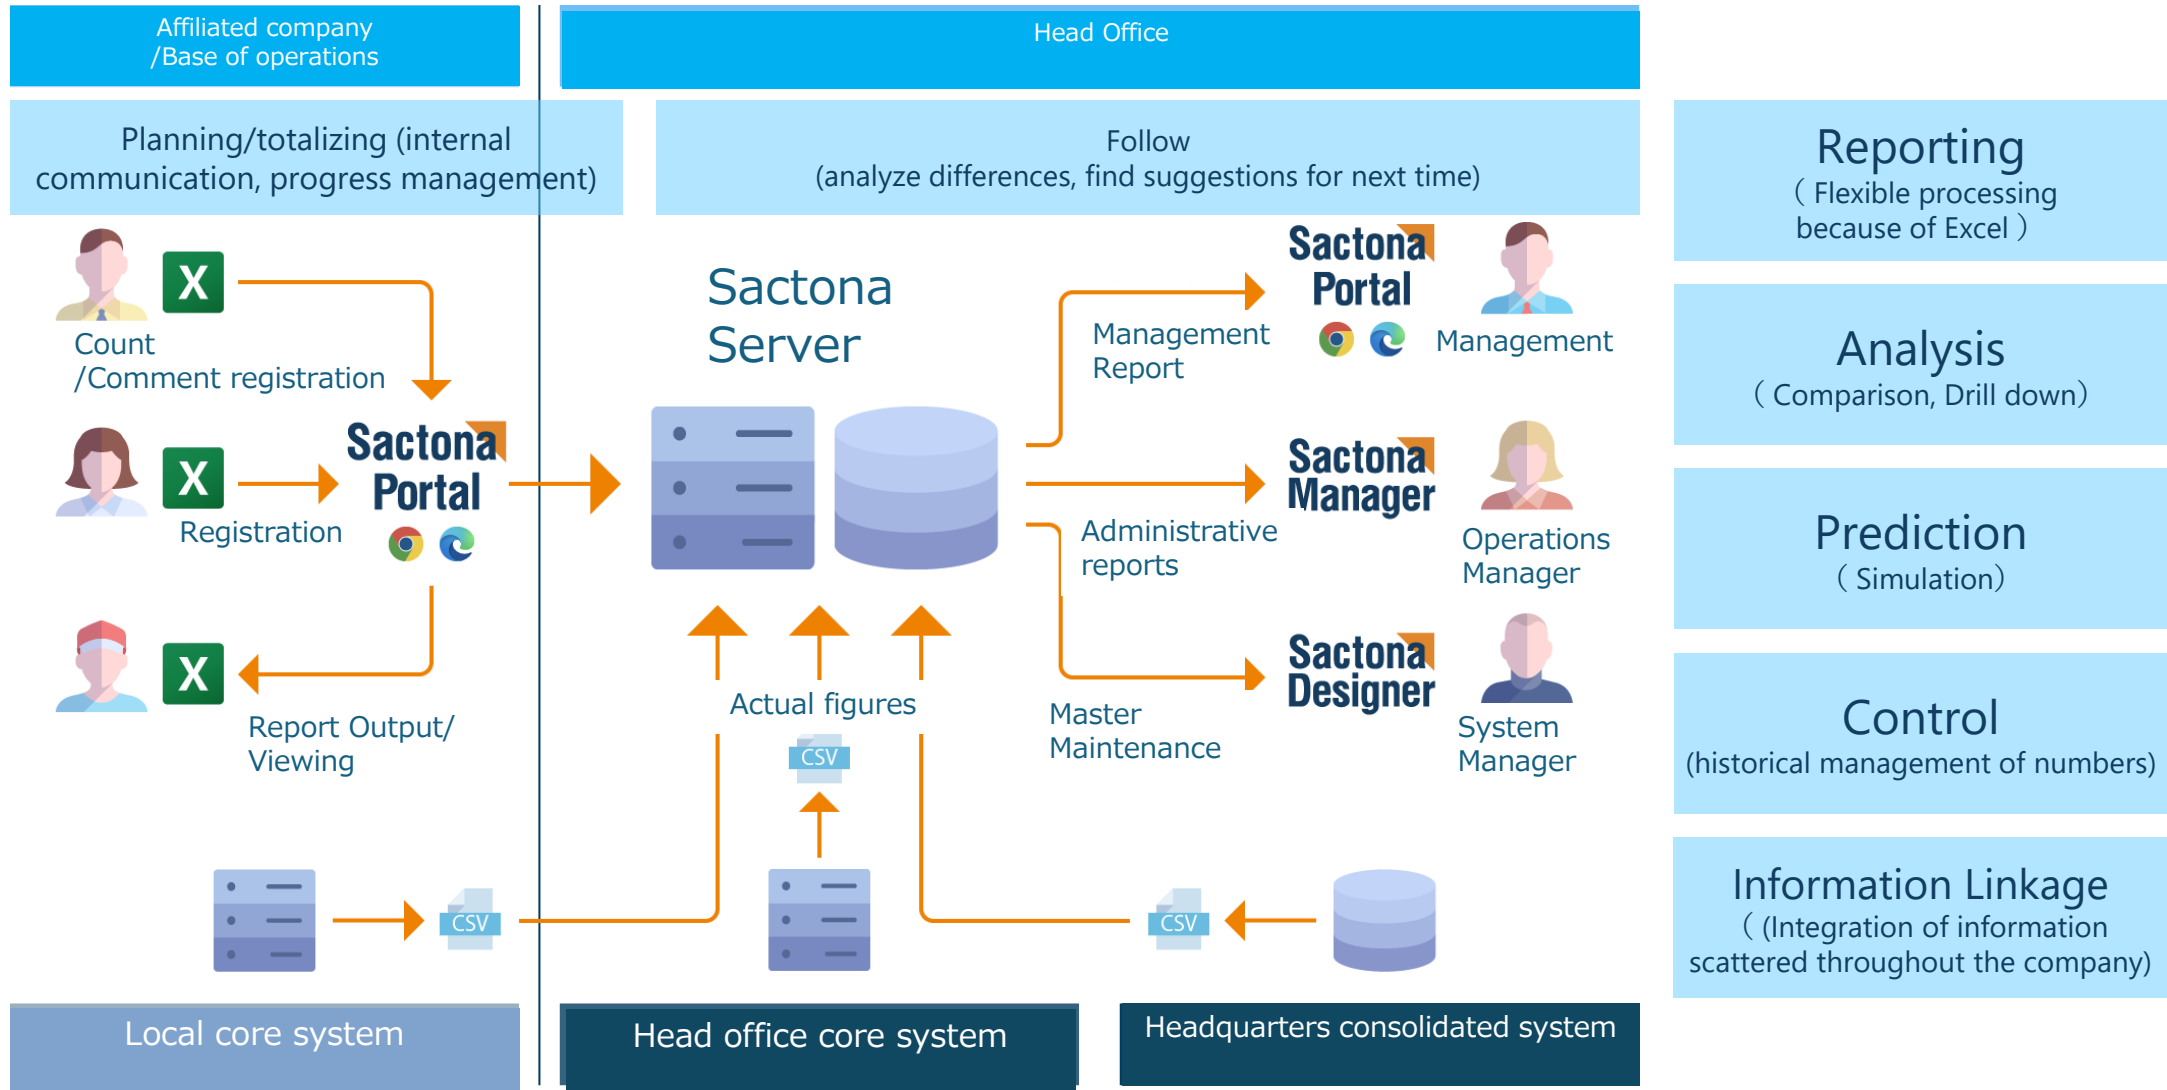 Affiliated company
/Base of operations
Head Office
Planning/totalizing (internal
communication, progress management)
Follow
(analyze differences, find suggestions for next time)
X
Count
/Comment registration
X
Registration
Sactona
Portal
X
Report Output/
Viewing
Sactona
Server
Management
Report
Sactona
Portal
Management
Administrative
reports
Sactona
Manager
Operations
Manager
Master
Maintenance
Sactona
Designer
System
Manager
Actual figures
CSV
CSV
CSV
Local core system
Head office core system
Headquarters consolidated system
Reporting
（ Flexible processing
because of Excel ）
Analysis
（ Comparison, Drill down）
Prediction
（ Simulation）
Control
(historical management of numbers)
Information Linkage
（ (Integration of information
scattered throughout the company)